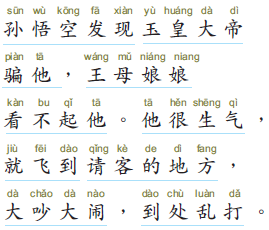 sūn wù kōng fā xiàn yù huáng dà dì
孙悟空发现玉皇大帝
piàn tā wáng mǔ niáng niang
骗他，王母娘娘
kàn bu qǐ tā tā hěn shēng qì
看不起他。他很生气，
jiù fēi dào qǐng kè de dì fang
就飞到请客的地方，
dà chǎo dà nào dào chù luàn dǎ
大吵大闹，到处乱打。